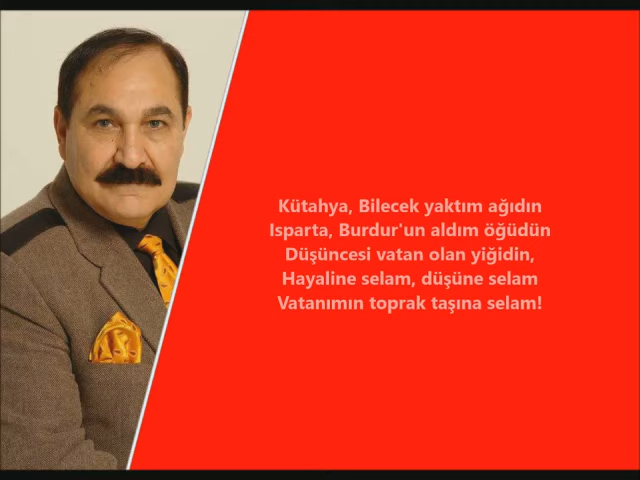 Kütahya, Bilecek yaktım ağıdın
Isparta, Burdur'un aldım öğüdün
Düşüncesi vatan olan yiğidin,
Hayaline selam, düşüne selam
Vatanımın toprak taşına selam!